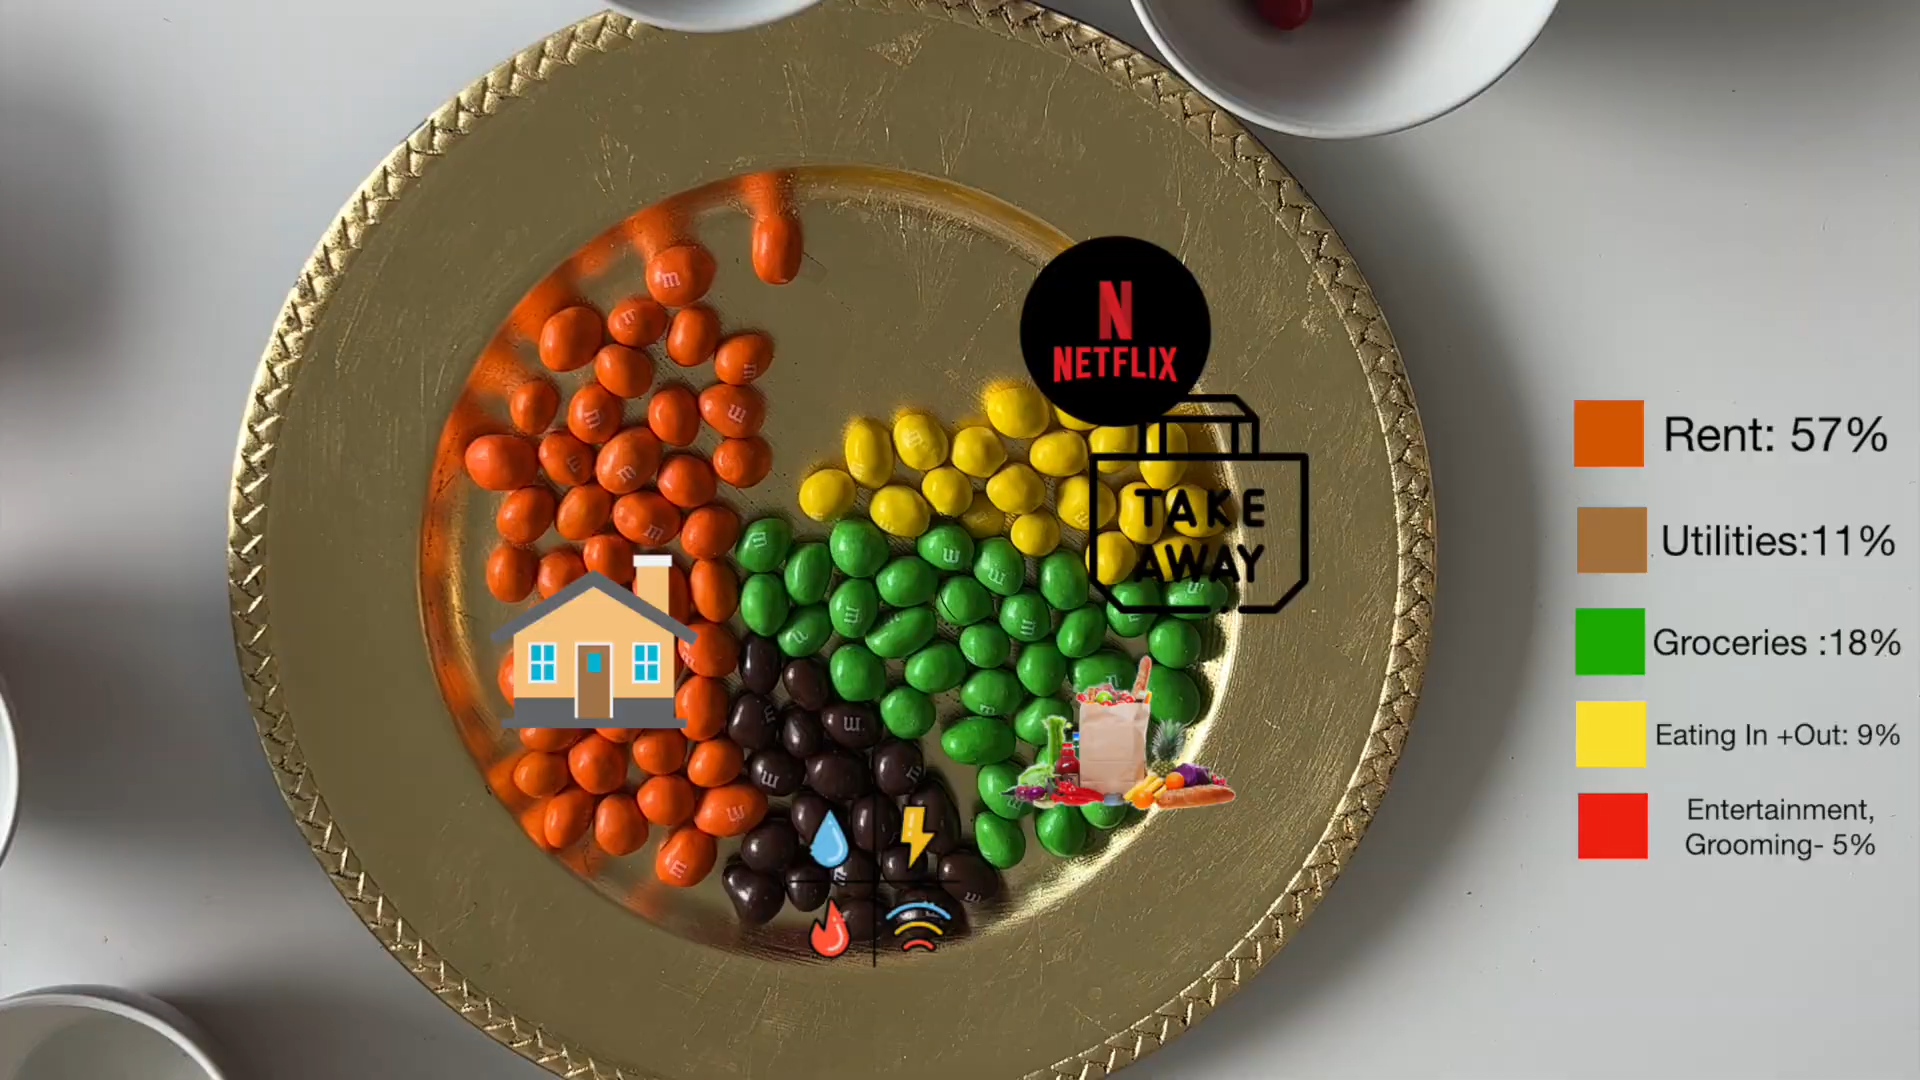 N
NETFLIX
TAKE
AWAY
Rent: 57%
Utilities:11%
Groceries :18%
Eating In +Out: 9%
Entertainment,
Grooming- 5%